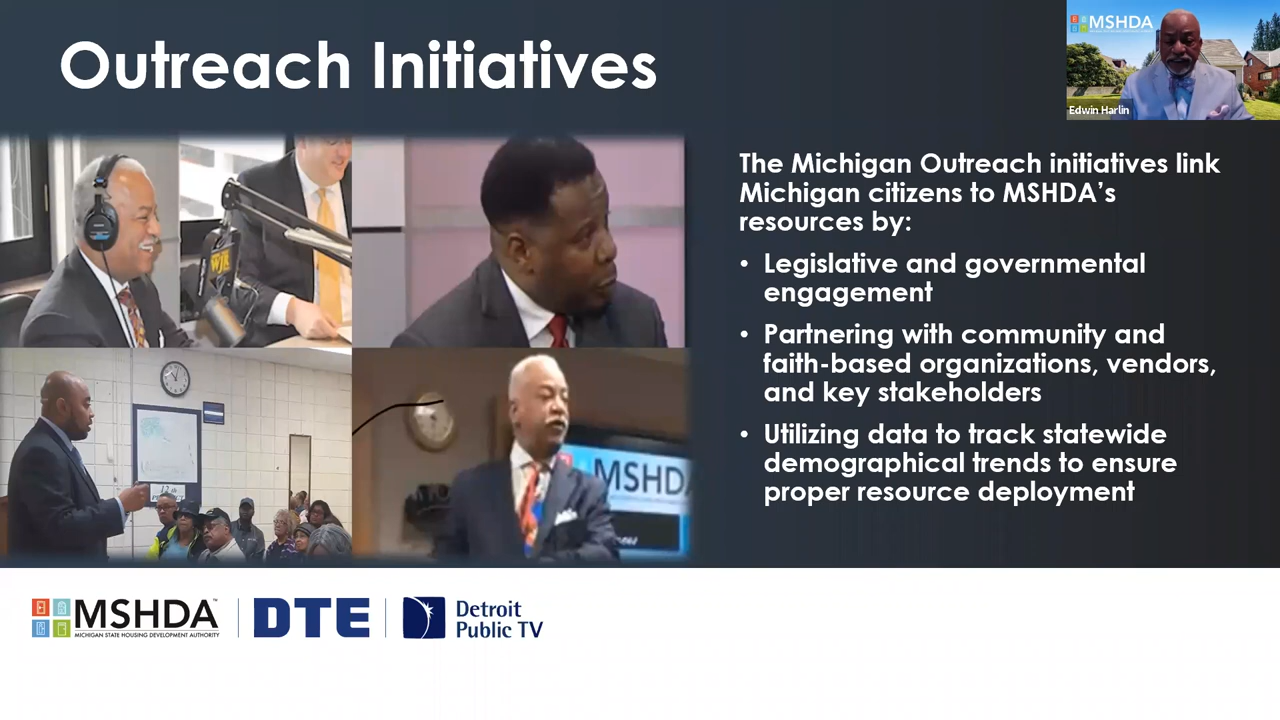 Outreach Initiatives
MSHDA
Edwin Harlin
The Michigan Outreach initiatives link
Michigan citizens to MSHDA’s
resources by:
• Legislative and governmental
engagement
• Partnering with community and
faith-based organizations, vendors,
and key stakeholders
• Utilizing data to track statewide
demographical trends to ensure
proper resource deployment
WJR
MSHDA
MSHDA™
MICHIGAN STATE HOUSING DEVELOPMENT AUTHORITY
DTE
Detroit
Public TV